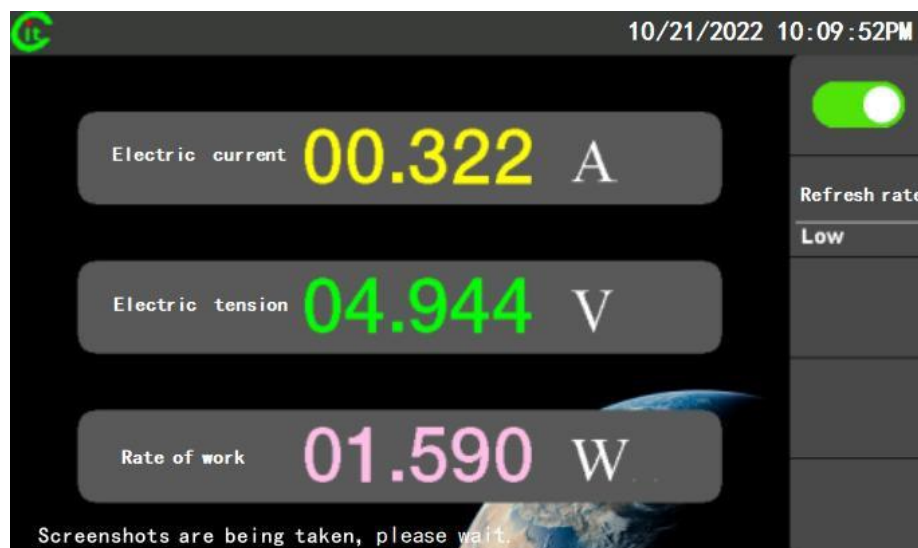 it
10/21/2022 10:09:52PM
Electric current 00.322 A
Refresh rate
Low
Electric tension 04.944 V
Rate of work 01.590 W
Screenshots are being taken, please wait.